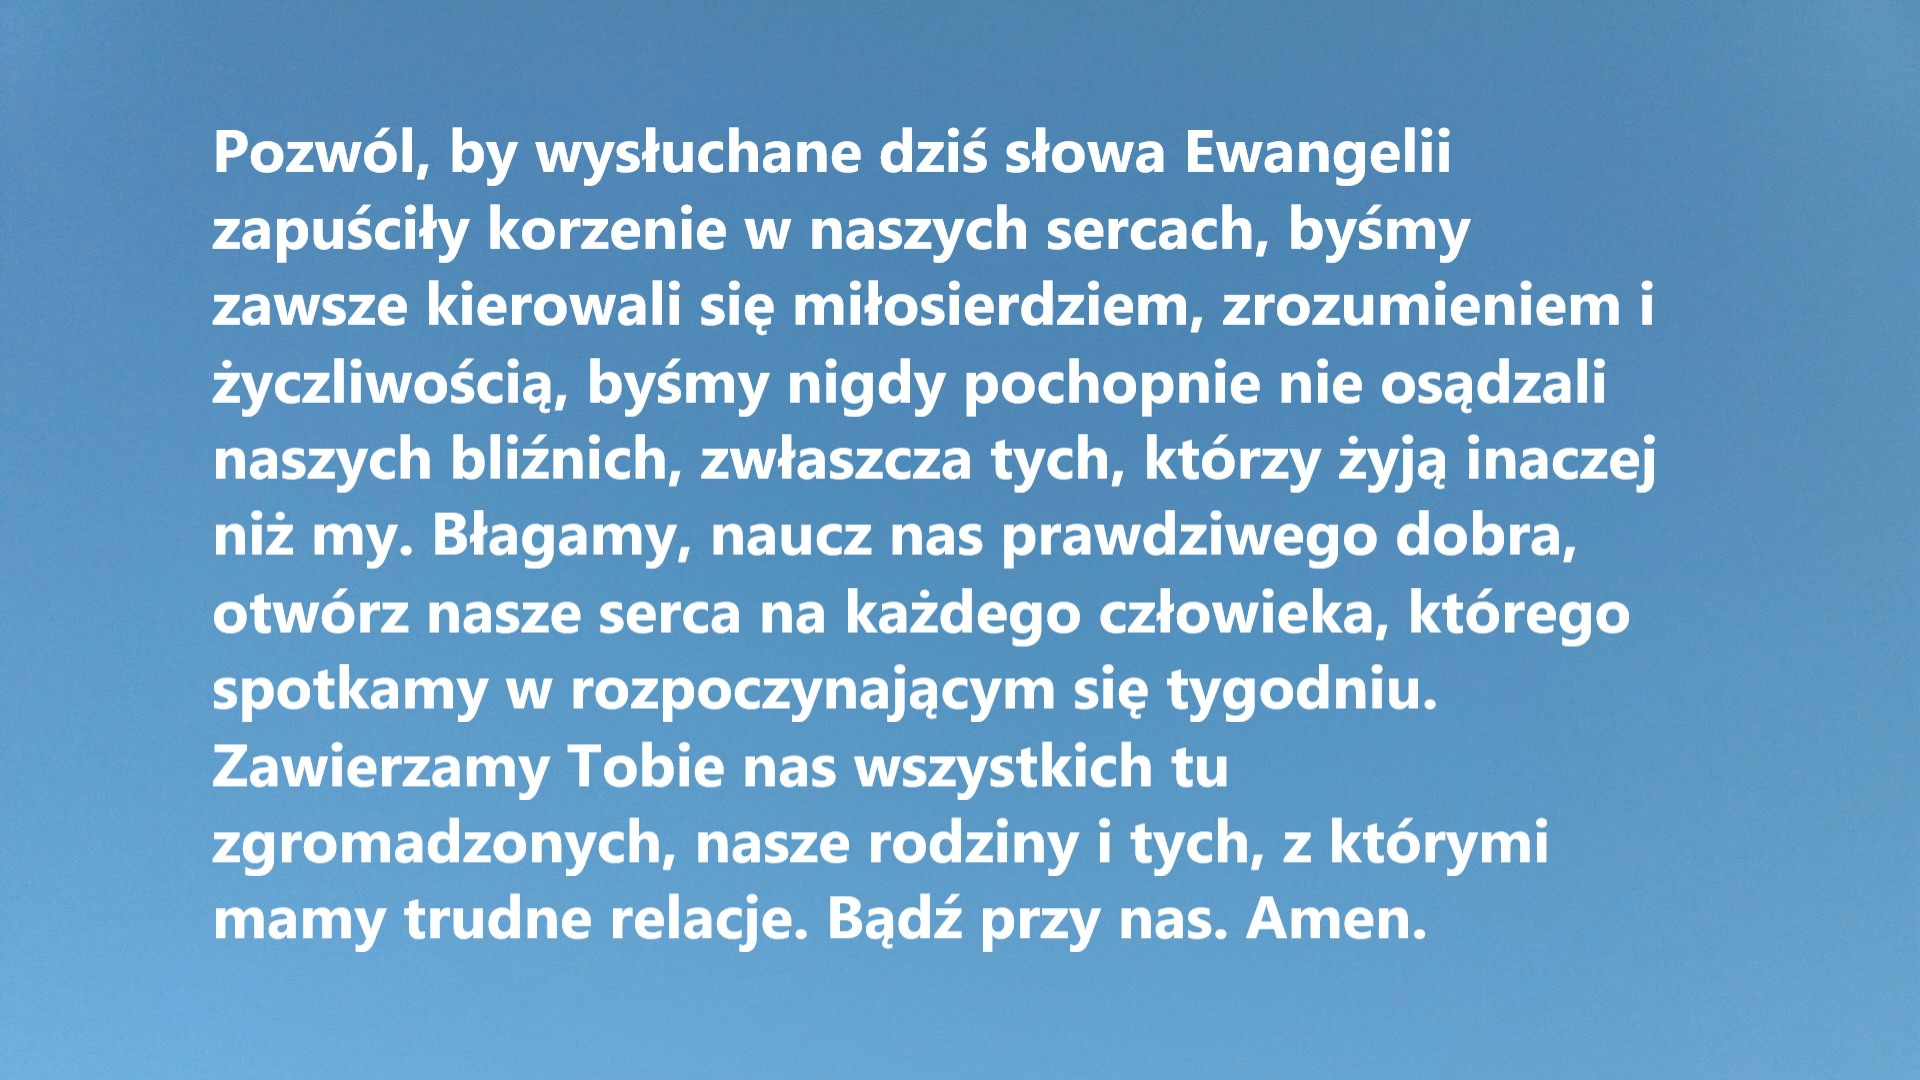 Pozwól, by wysłuchane dziś słowa Ewangelii
zapuściły korzenie w naszych sercach, byśmy
zawsze kierowali się miłosierdziem, zrozumieniem i
życzliwością, byśmy nigdy pochopnie nie osądzali
naszych bliźnich, zwłaszcza tych, którzy żyją inaczej
niż my. Błagamy, naucz nas prawdziwego dobra,
otwórz nasze serca na każdego człowieka, którego
spotkamy w rozpoczynającym się tygodniu.
Zawierzamy Tobie nas wszystkich tu
zgromadzonych, nasze rodziny i tych, z którymi
mamy trudne relacje. Bądź przy nas. Amen.